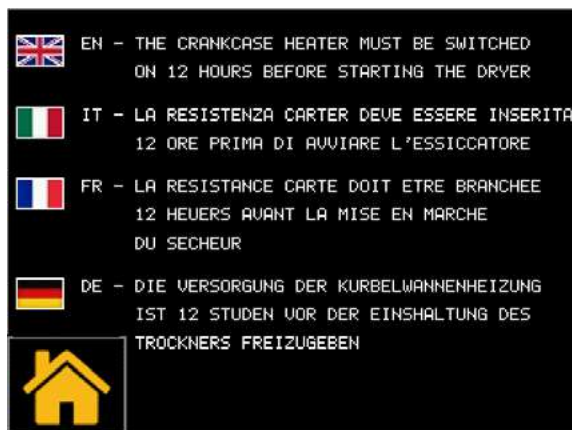 EN - THE CRANKCASE HEATER MUST BE SWITCHED
ON 12 HOURS BEFORE STARTING THE DRYER
IT - LA RESISTENZA CARTER DEVE ESSERE INSERITA
12 ORE PRIMA DI AVVIARE L'ESSICCATORE
FR - LA RESISTANCE CARTE DOIT ETRE BRANCHEE
12 HEUERS AVANT LA MISE EN MARCHE
DU SECHEUR
DE - DIE VERSORGUNG DER KURBELWANNENHEIZUNG
IST 12 STUDEN VOR DER EINSHALTUNG DES
TROCKNERS FREIZUGEBEN